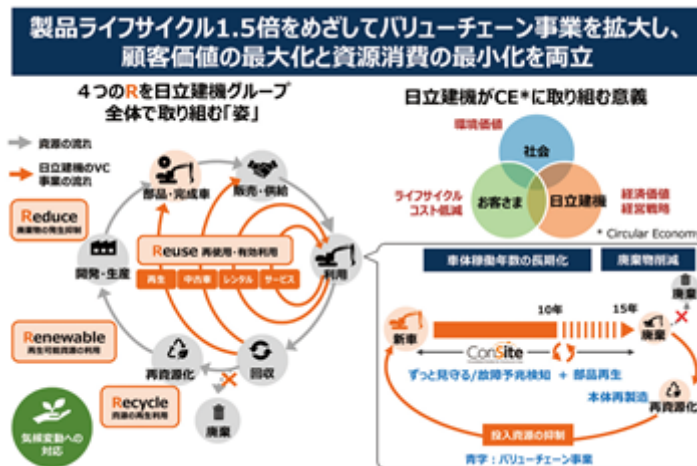 製品ライフサイクル1.5倍をめざしてバリューチェーン事業を拡大し、
顧客価値の最大化と資源消費の最小化を両立
4つのRを日立建機グループ
全体で取り組む「姿」
資源の流れ
日立建機のVC
事業の流れ
部品・完成車
販売・供給
Reduce
廃棄物の発生抑制
Reuse 再使用・有効利用
再生
中古車
レンタル
サービス
利用
開発・生産
Renewable
再生可能資源の利用
再資源化
回収
Recycle
資源の再生利用
廃棄
気候変動への
対応
日立建機がCE*に取り組む意義
環境価値
社会
ライフサイクル
コスト低減
お客さま
日立建機
経済価値
経営戦略
* Circular Economy
車体稼働年数の長期化
廃棄物削減
廃棄
10年
15年
新車
廃棄
ConSite
ずっと見守る/故障予兆検知 + 部品再生
本体再製造
再資源化
投入資源の抑制
青字：バリューチェーン事業